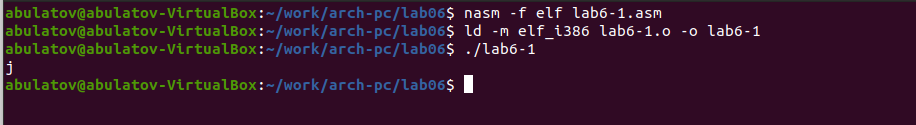 abulatov@abulatov-VirtualBox:~/work/arch-pc/lab06$ nasm -f elf lab6-1.asm
abulatov@abulatov-VirtualBox:~/work/arch-pc/lab06$ ld -m elf_i386 lab6-1.o -o lab6-1
abulatov@abulatov-VirtualBox:~/work/arch-pc/lab06$ ./lab6-1
j
abulatov@abulatov-VirtualBox:~/work/arch-pc/lab06$